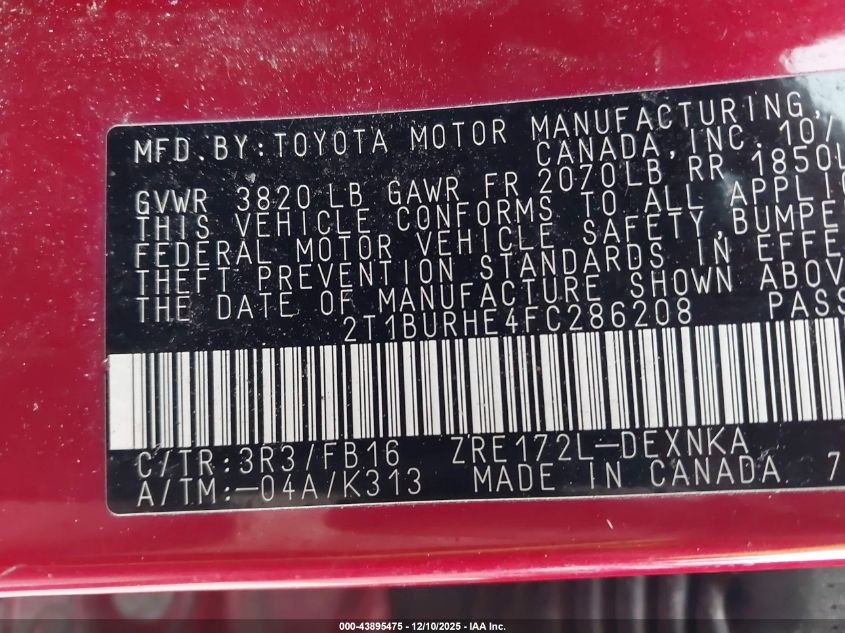 MFD.BY:TOYOTA MOTOR MANUFACTURING,
CANADA,INC. 10/
GVWR 3820 LB GAWR FR 2070LB RR 1850L
THIS VEHICLE CONFORMS TO ALL APPLIC
FEDERAL MOTOR VEHICLE SAFETY,BUMPE
THEFT PREVENTION STANDARDS IN EFFE
THE DATE OF MANUFACTURE SHOWN ABOV
2T1BURHE4FC286208 PASS
C/TR:3R3/FB16 ZRE172L-DEXNKA
A/TM:-04A/K313 MADE IN CANADA 7
000-43895475 - 12/10/2025 - IAA Inc.